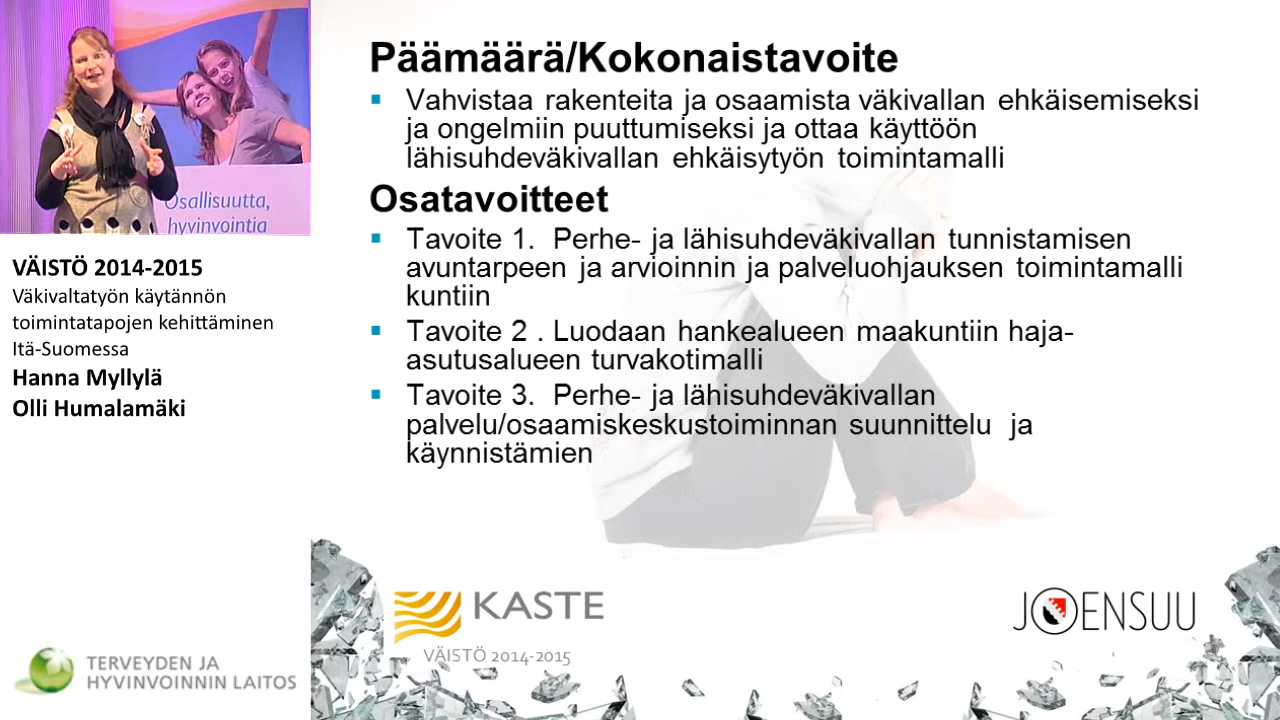 Osallisuutta,
hyvinvointia
VÄISTÖ 2014-2015
Väkivaltatyön käytännön
toimintatapojen kehittäminen
Itä-Suomessa
Hanna Myllylä
Olli Humalamäki
TERVEYDEN JA
HYVINVOINNIN LAITOS
Päämäärä/Kokonaistavoite
▪ Vahvistaa rakenteita ja osaamista väkivallan ehkäisemiseksi
ja ongelmiin puuttumiseksi ja ottaa käyttöön
lähisuhdeväkivallan ehkäisytyön toimintamalli
Osatavoitteet
▪ Tavoite 1. Perhe- ja lähisuhdeväkivallan tunnistamisen
avuntarpeen ja arvioinnin ja palveluohjauksen toimintamalli
kuntiin
▪ Tavoite 2 . Luodaan hankealueen maakuntiin haja-
asutusalueen turvakotimalli
▪ Tavoite 3. Perhe- ja lähisuhdeväkivallan
palvelu/osaamiskeskustoiminnan suunnittelu ja
käynnistämien
KASTE
VÄISTÖ 2014-2015
JOENSUU